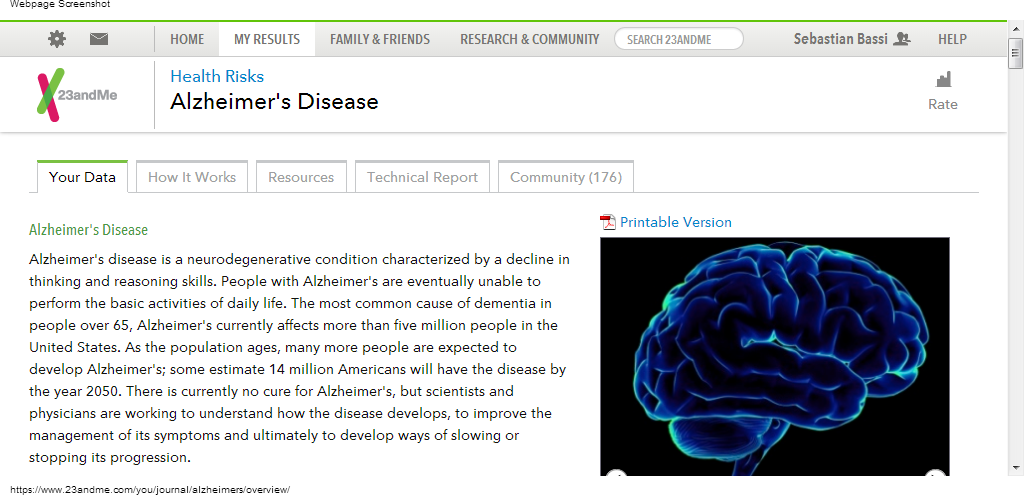 Webpage Screenshot
HOME MY RESULTS FAMILY & FRIENDS RESEARCH & COMMUNITY SEARCH 23ANDME Sebastian Bassi HELP
23andMe
Health Risks
Alzheimer's Disease
Rate
Your Data How It Works Resources Technical Report Community (176)
Printable Version
Alzheimer's Disease
Alzheimer's disease is a neurodegenerative condition characterized by a decline in
thinking and reasoning skills. People with Alzheimer's are eventually unable to
perform the basic activities of daily life. The most common cause of dementia in
people over 65, Alzheimer's currently affects more than five million people in the
United States. As the population ages, many more people are expected to
develop Alzheimer's; some estimate 14 million Americans will have the disease by
the year 2050. There is currently no cure for Alzheimer's, but scientists and
physicians are working to understand how the disease develops, to improve the
management of its symptoms and ultimately to develop ways of slowing or
stopping its progression.
https://www.23andme.com/you/journal/alzheimers/overview/